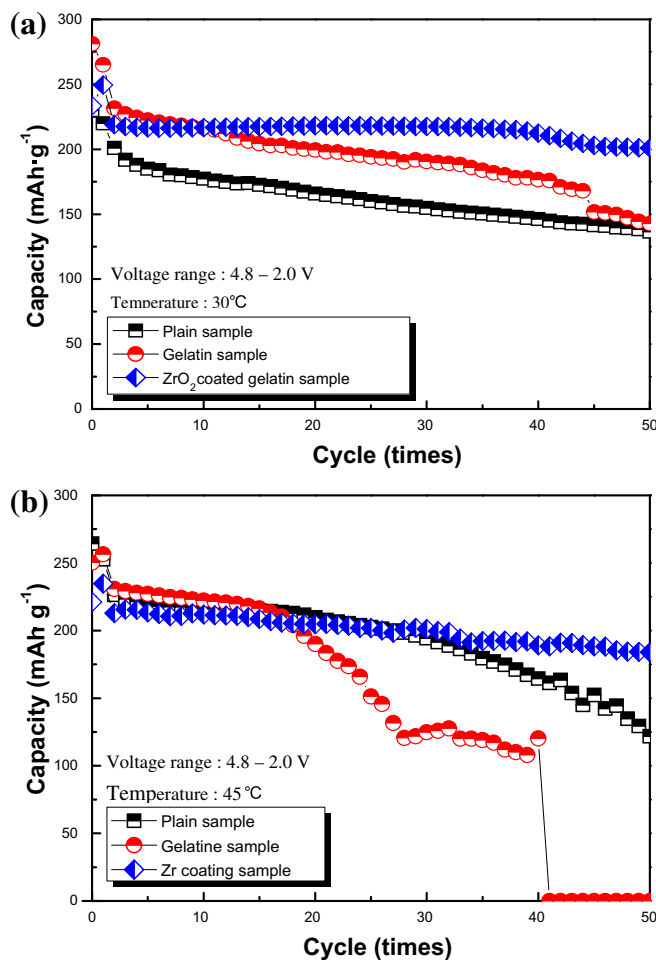 (a)
300
250
200
150
100
50
0
Capacity (mAh·g⁻¹)
Voltage range : 4.8 – 2.0 V
Temperature : 30℃
Plain sample
Gelatin sample
ZrO₂coated gelatin sample
0 10 20 30 40 50
Cycle (times)
(b)
300
250
200
150
100
50
0
Capacity (mAh g⁻¹)
Voltage range : 4.8 – 2.0 V
Temperature : 45℃
Plain sample
Gelatine sample
Zr coating sample
0 10 20 30 40 50
Cycle (times)